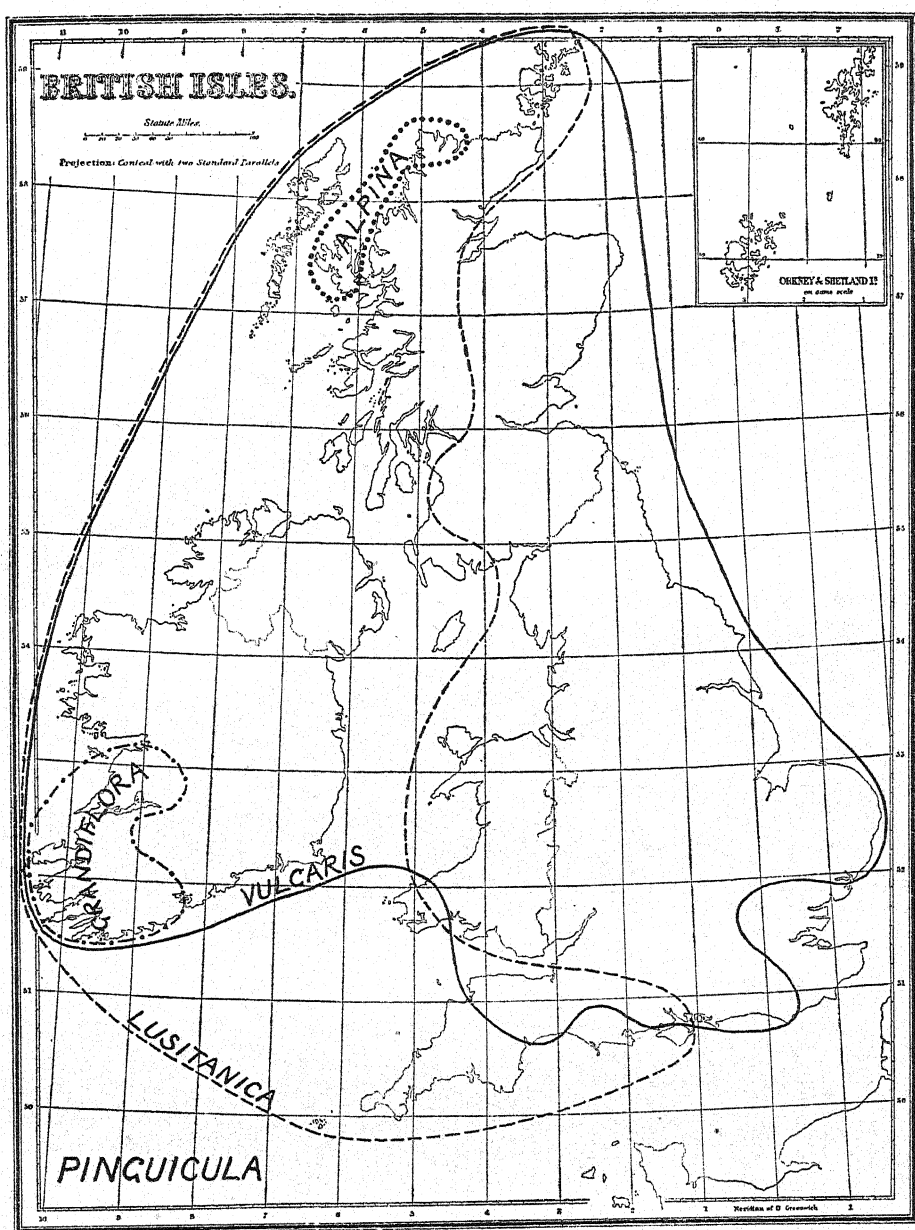 BRITISH ISLES.
Statute Miles.
Projection: Conical with two Standard Parallels
ORKNEY & SHETLAND Iˢ
on same scale
ALPINA
GRANDIFLORA
VULGARIS
LUSITANICA
PINGUICULA
Meridian of 0 Greenwich